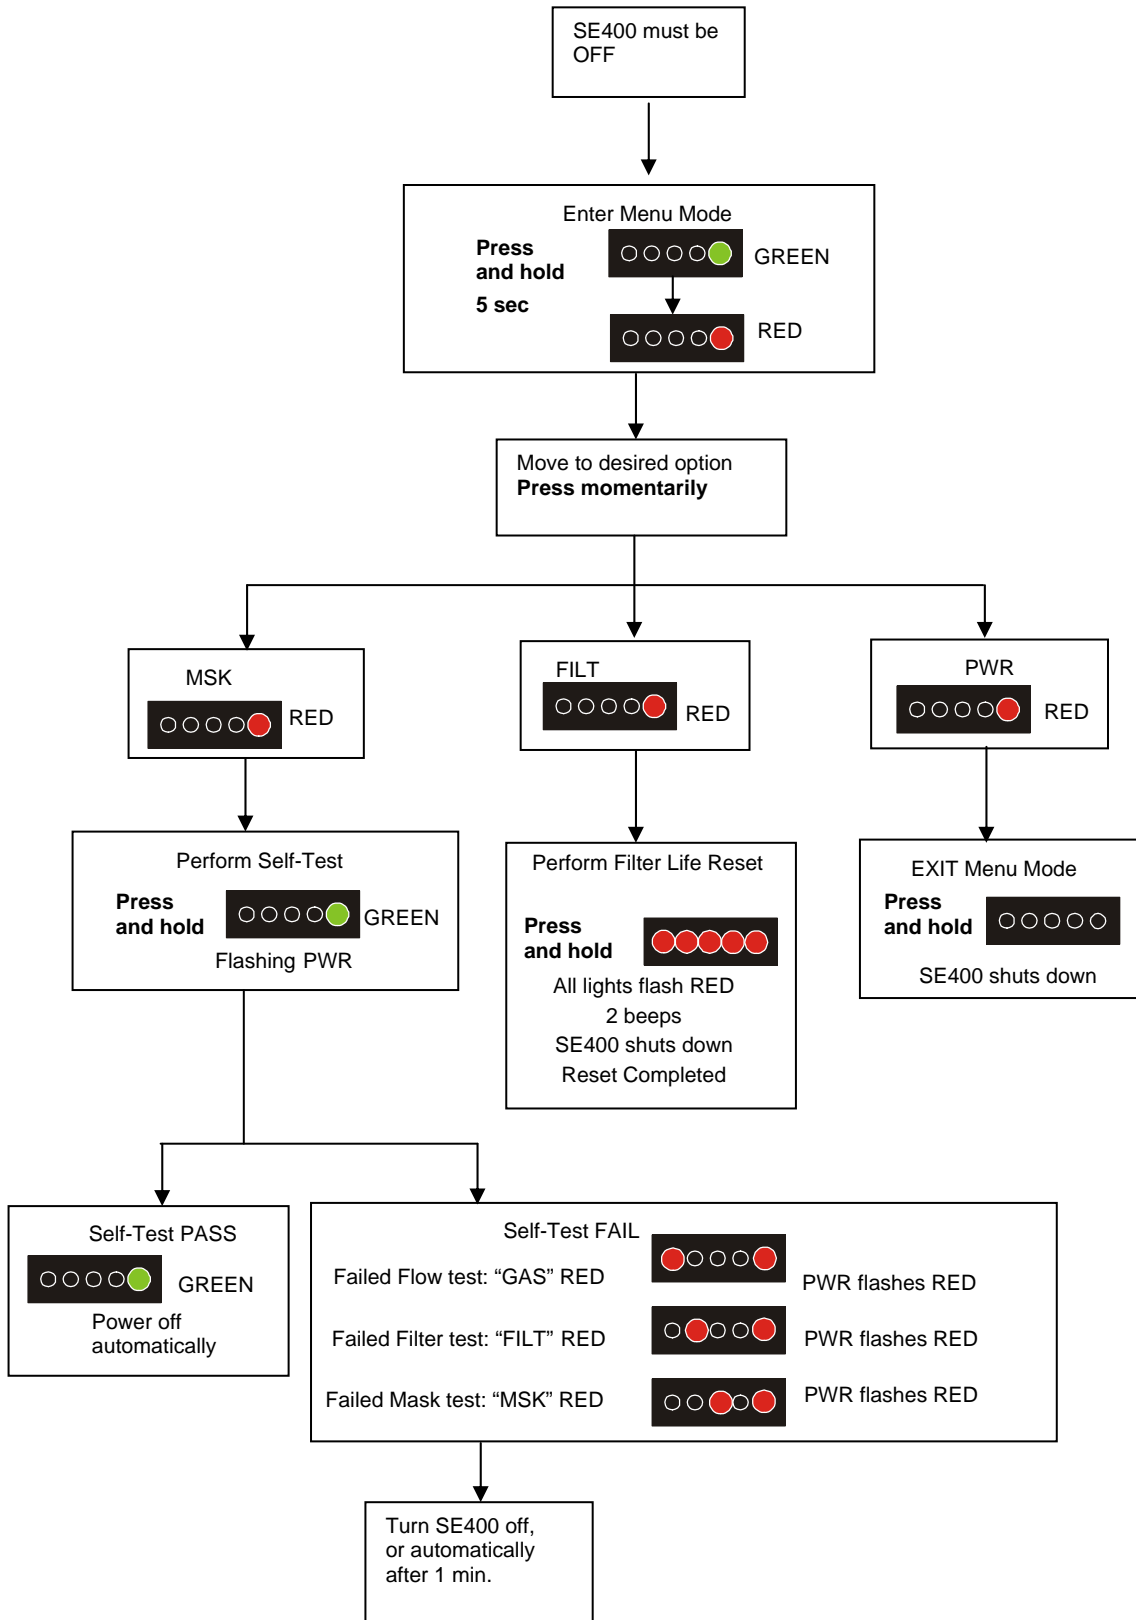 SE400 must be
OFF
Enter Menu Mode
Press
and hold
5 sec
GREEN
RED
Move to desired option
Press momentarily
MSK
RED
FILT
RED
PWR
RED
Perform Self-Test
Press
and hold
GREEN
Flashing PWR
Perform Filter Life Reset
Press
and hold
All lights flash RED
2 beeps
SE400 shuts down
Reset Completed
EXIT Menu Mode
Press
and hold
SE400 shuts down
Self-Test PASS
GREEN
Power off
automatically
Self-Test FAIL
Failed Flow test: “GAS” RED
PWR flashes RED
Failed Filter test: “FILT” RED
PWR flashes RED
Failed Mask test: “MSK” RED
PWR flashes RED
Turn SE400 off,
or automatically
after 1 min.